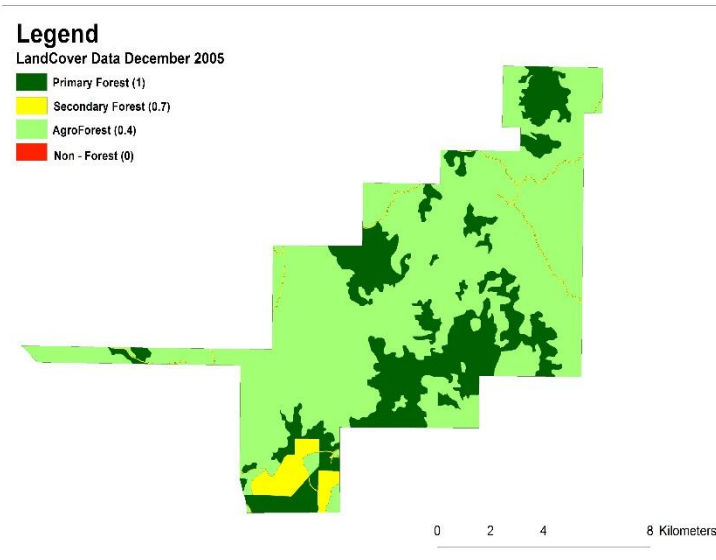 Legend
LandCover Data December 2005
Primary Forest (1)
Secondary Forest (0.7)
AgroForest (0.4)
Non - Forest (0)
0 2 4 8 Kilometers